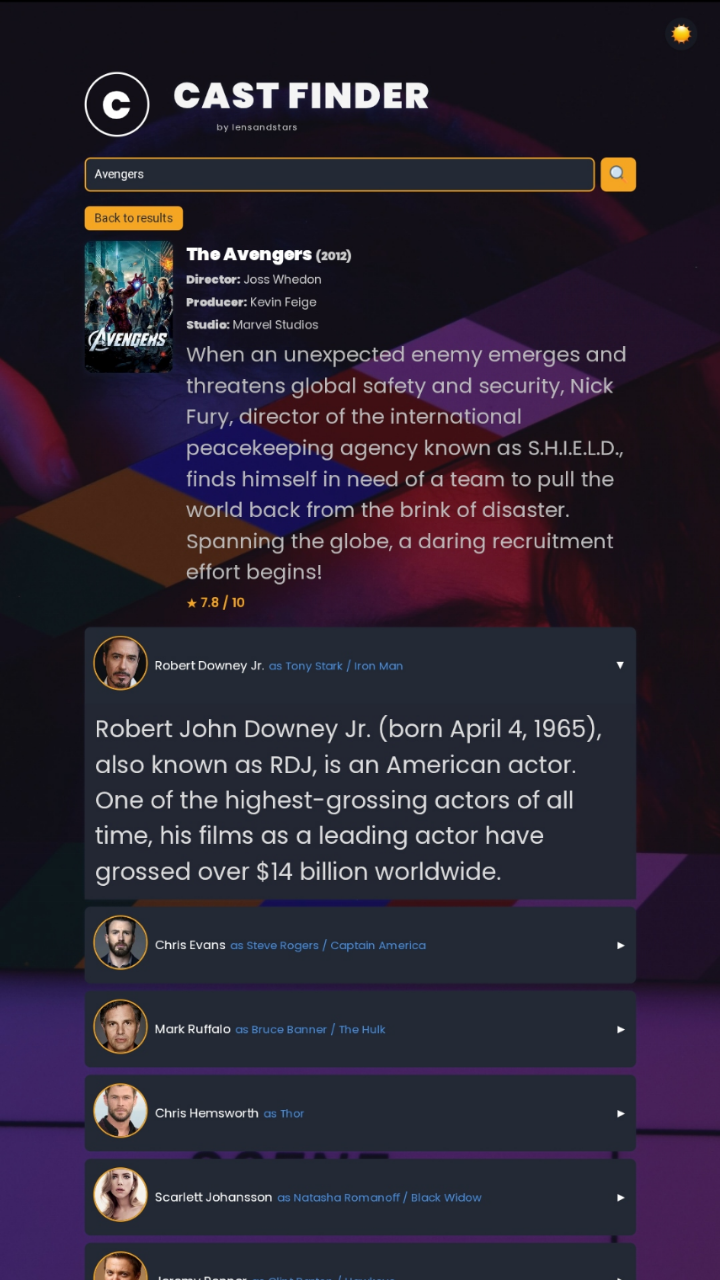 C
CAST FINDER
by lensandstars
Avengers
Back to results
AVENGERS
The Avengers (2012)
Director: Joss Whedon
Producer: Kevin Feige
Studio: Marvel Studios
When an unexpected enemy emerges and
threatens global safety and security, Nick
Fury, director of the international
peacekeeping agency known as S.H.I.E.L.D.,
finds himself in need of a team to pull the
world back from the brink of disaster.
Spanning the globe, a daring recruitment
effort begins!
★ 7.8 / 10
Robert Downey Jr. as Tony Stark / Iron Man
Robert John Downey Jr. (born April 4, 1965),
also known as RDJ, is an American actor.
One of the highest-grossing actors of all
time, his films as a leading actor have
grossed over $14 billion worldwide.
Chris Evans as Steve Rogers / Captain America
Mark Ruffalo as Bruce Banner / The Hulk
Chris Hemsworth as Thor
Scarlett Johansson as Natasha Romanoff / Black Widow
Jeremy Renner as Clint Barton / Hawkeye